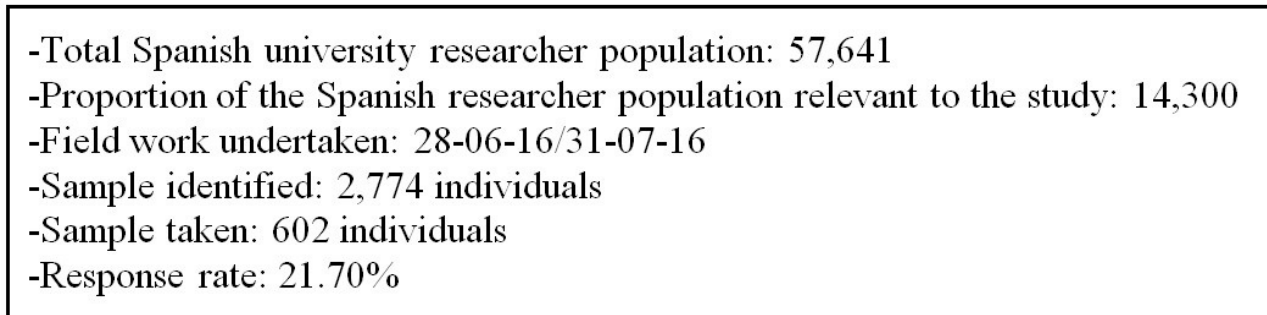 -Total Spanish university researcher population: 57,641
-Proportion of the Spanish researcher population relevant to the study: 14,300
-Field work undertaken: 28-06-16/31-07-16
-Sample identified: 2,774 individuals
-Sample taken: 602 individuals
-Response rate: 21.70%